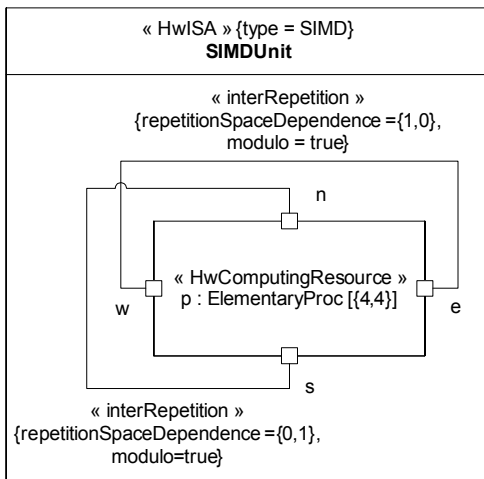 « HwISA » {type = SIMD}
SIMDUnit
« interRepetition »
{repetitionSpaceDependence ={1,0},
modulo = true}
n
« HwComputingResource »
p : ElementaryProc [{4,4}]
w
e
s
« interRepetition »
{repetitionSpaceDependence ={0,1},
modulo=true}